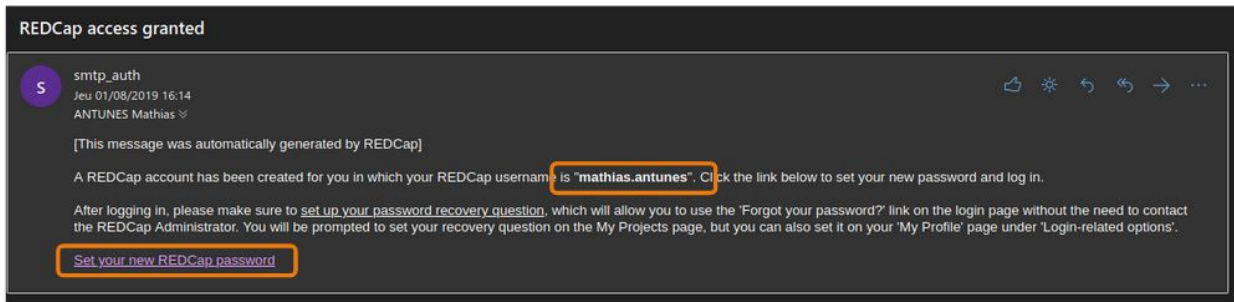 REDCap access granted
S
smtp_auth
Jeu 01/08/2019 16:14
ANTUNES Mathias
[This message was automatically generated by REDCap]
A REDCap account has been created for you in which your REDCap username is "mathias.antunes". Click the link below to set your new password and log in.
After logging in, please make sure to set up your password recovery question, which will allow you to use the 'Forgot your password?' link on the login page without the need to contact
the REDCap Administrator. You will be prompted to set your recovery question on the My Projects page, but you can also set it on your 'My Profile' page under 'Login-related options'.
Set your new REDCap password